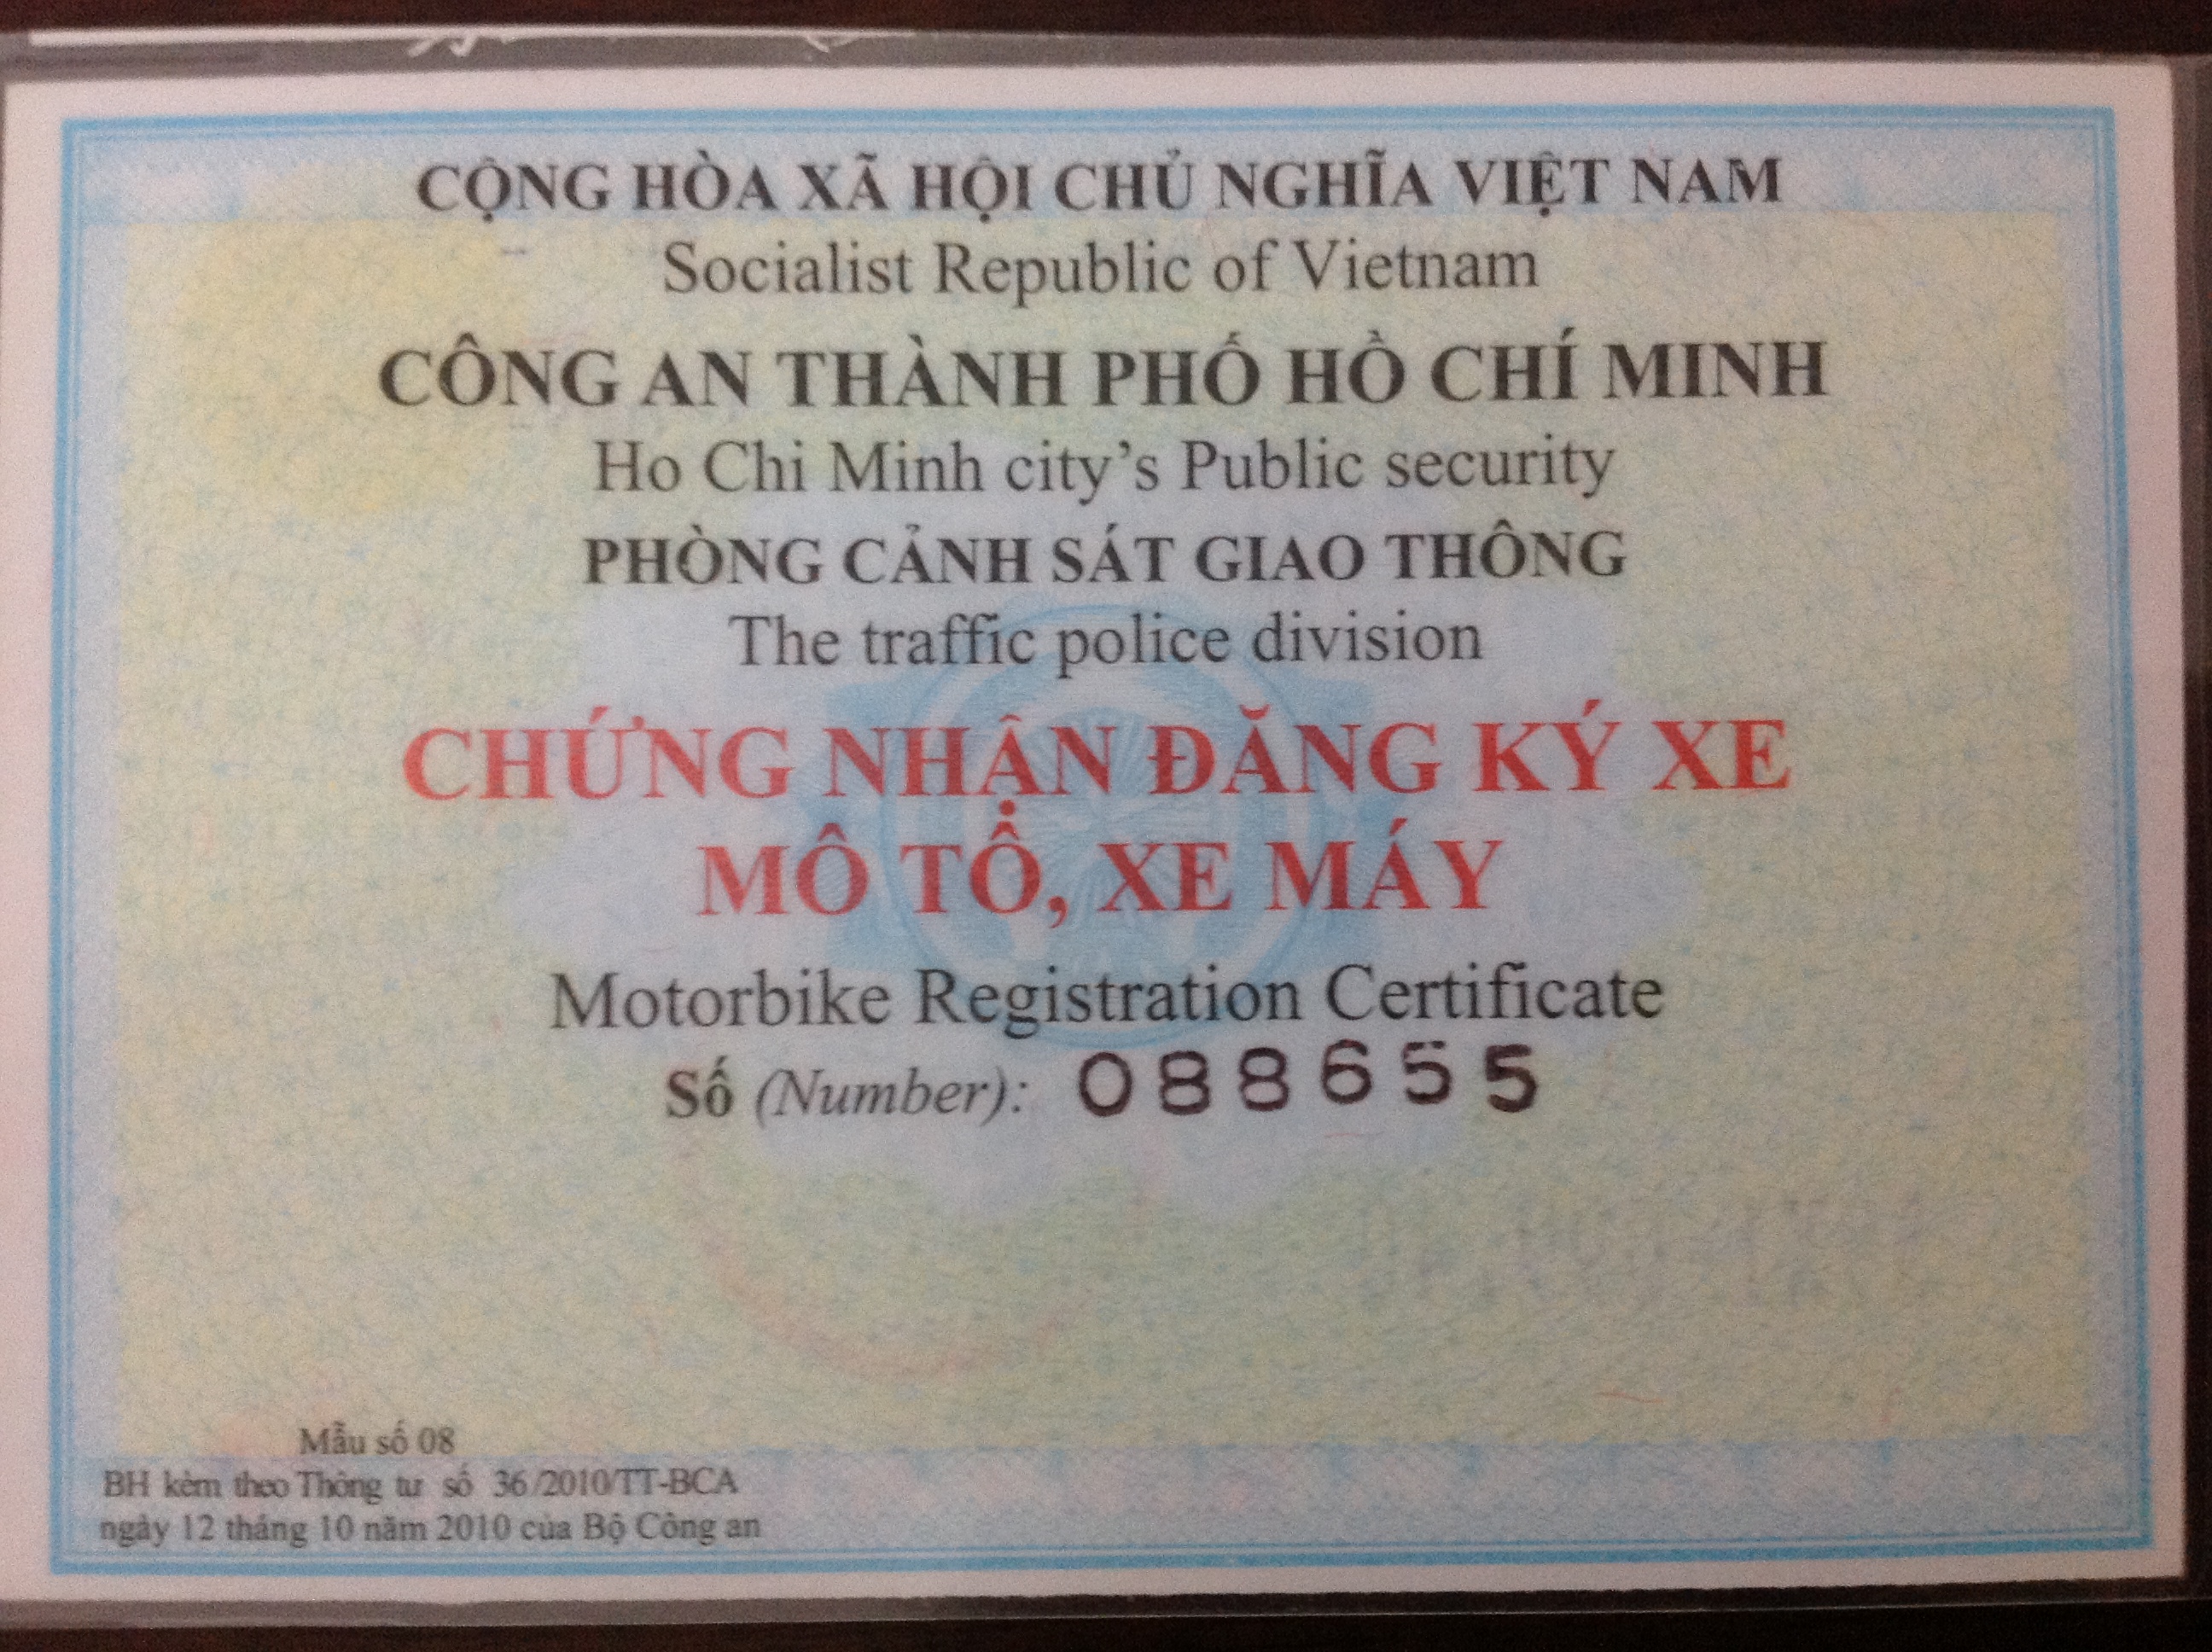 CỘNG HÒA XÃ HỘI CHỦ NGHĨA VIỆT NAM
Socialist Republic of Vietnam
CÔNG AN THÀNH PHỐ HỒ CHÍ MINH
Ho Chi Minh city's Public security
PHÒNG CẢNH SÁT GIAO THÔNG
The traffic police division
CHỨNG NHẬN ĐĂNG KÝ XE
MÔ TÔ, XE MÁY
Motorbike Registration Certificate
Số (Number): 088655
Mẫu số 08
BH kèm theo Thông tư số 36/2010/TT-BCA
ngày 12 tháng 10 năm 2010 của Bộ Công an